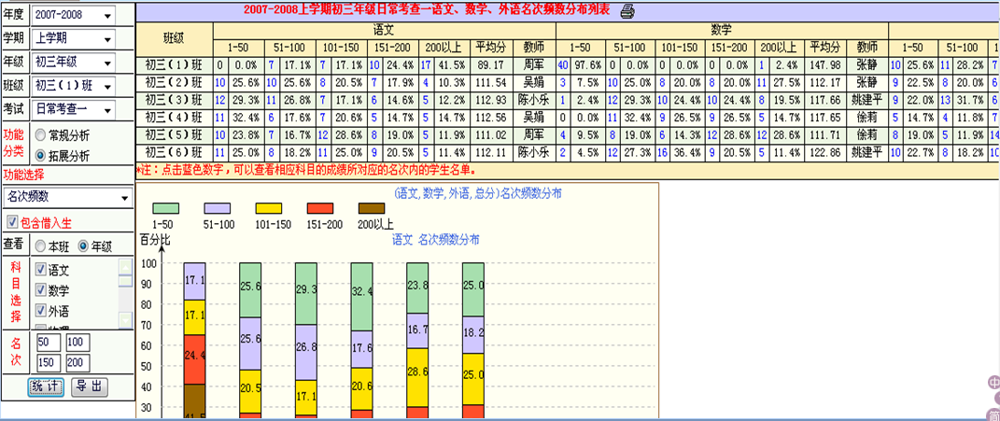 年度 2007-2008
学期 上学期
年级 初三年级
班级 初三(1)班
考试 日常考查一
功能分类 常规分析
拓展分析
功能选择
名次频数
包含借入生
查看 本班 年级
科目选择 语文
数学
外语
名次 50 100
150 200
统 计 导 出
2007-2008上学期初三年级日常考查一语文、数学、外语名次频数分布列表
班级 语文 数学
1-50 51-100 101-150 151-200 200以上 平均分 教师 1-50 51-100 101-150 151-200 200以上 平均分 教师 1-50 51-100 1
初三(1)班 0 0.0% 7 17.1% 7 17.1% 10 24.4% 17 41.5% 89.17 周军 40 97.6% 0 0.0% 0 0.0% 0 0.0% 1 2.4% 147.98 张静 10 25.6% 11 28.2% 7
初三(2)班 10 25.6% 10 25.6% 8 20.5% 7 17.9% 4 10.3% 111.54 吴娟 3 7.5% 10 25.0% 8 20.0% 8 20.0% 11 27.5% 112.17 张静 9 22.5% 8 20.0% 6
初三(3)班 12 29.3% 11 26.8% 7 17.1% 6 14.6% 5 12.2% 112.93 陈小乐 1 2.4% 12 29.3% 10 24.4% 10 24.4% 8 19.5% 117.66 姚建平 9 22.0% 13 31.7% 6
初三(4)班 11 32.4% 6 17.6% 7 20.6% 5 14.7% 5 14.7% 112.56 吴娟 0 0.0% 11 32.4% 9 26.5% 9 26.5% 5 14.7% 117.65 徐莉 5 14.7% 4 11.8% 7
初三(5)班 10 23.8% 7 16.7% 12 28.6% 8 19.0% 5 11.9% 111.02 周军 4 9.5% 8 19.0% 6 14.3% 12 28.6% 12 28.6% 111.71 徐莉 8 19.0% 5 11.9% 14
初三(6)班 11 25.0% 8 18.2% 11 25.0% 9 20.5% 5 11.4% 112.11 陈小乐 2 4.5% 12 27.3% 16 36.4% 9 20.5% 5 11.4% 122.86 姚建平 10 22.7% 8 18.2% 10
*注：点击蓝色数字，可以查看相应科目的成绩所对应的名次内的学生名单。
(语文,数学,外语,总分)名次频数分布
1-50 51-100 101-150 151-200 200以上
语文 名次频数分布
百分比
100
90
80
70
60
50
40
30
17.1 25.6 29.3 32.4 23.8 25.0
17.1 25.6 26.8 17.6 16.7 18.2
24.4 20.5 17.1 20.6 28.6 25.0
41.5
中
简